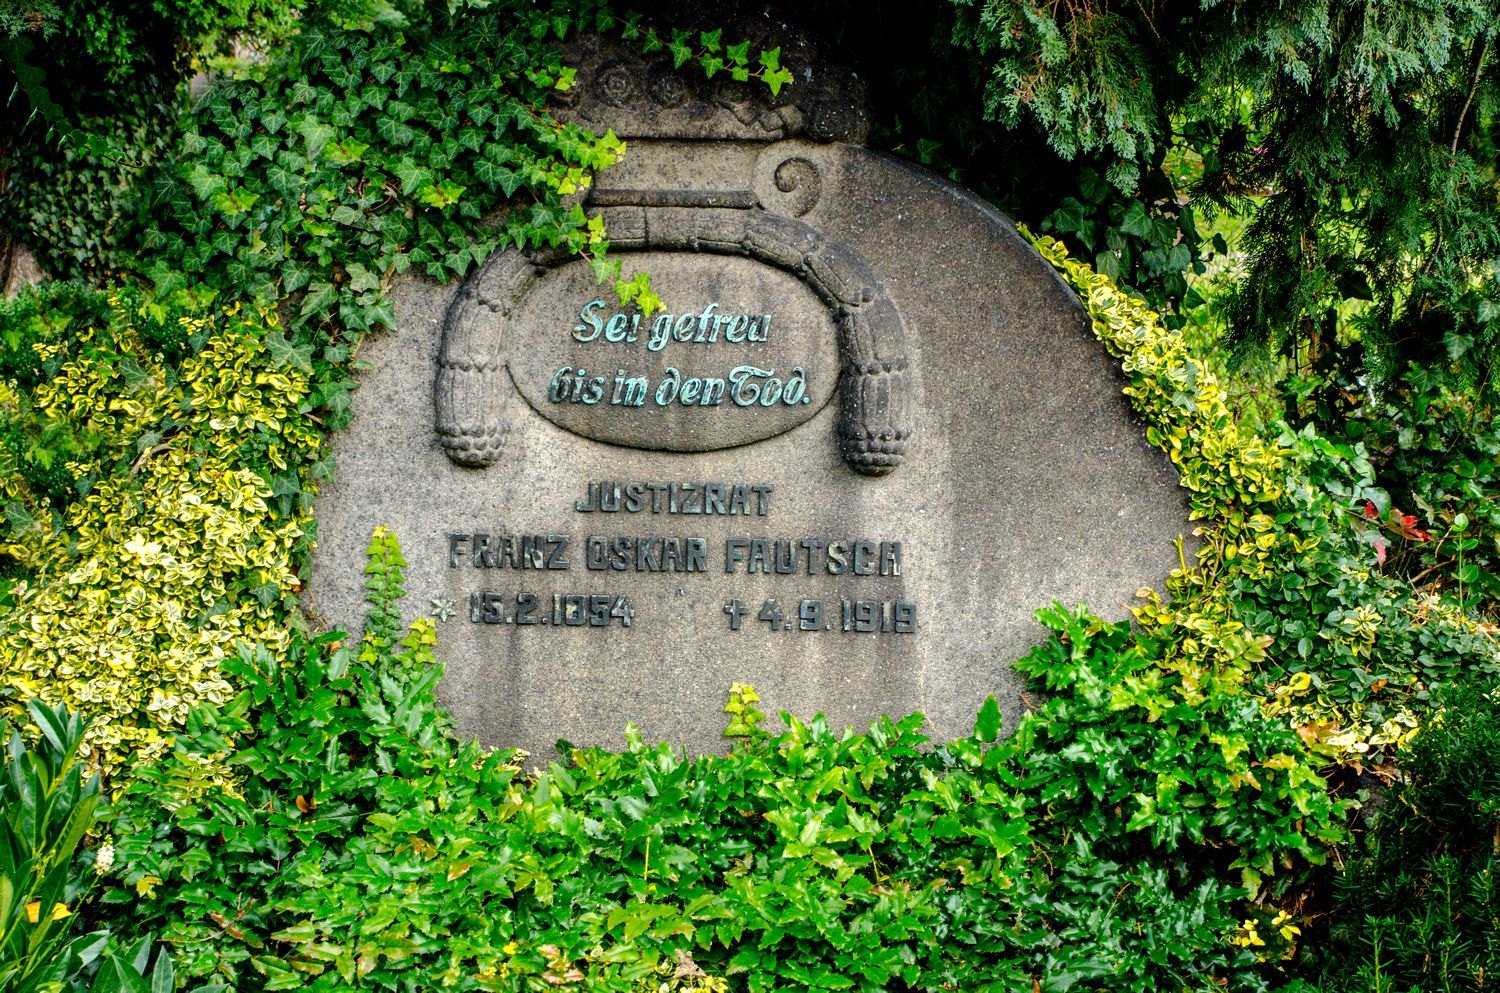 Sei getreu
bis in den Tod.
JUSTIZRAT
FRANZ OSKAR FAUTSCH
* 15.2.1854 † 4.9.1919